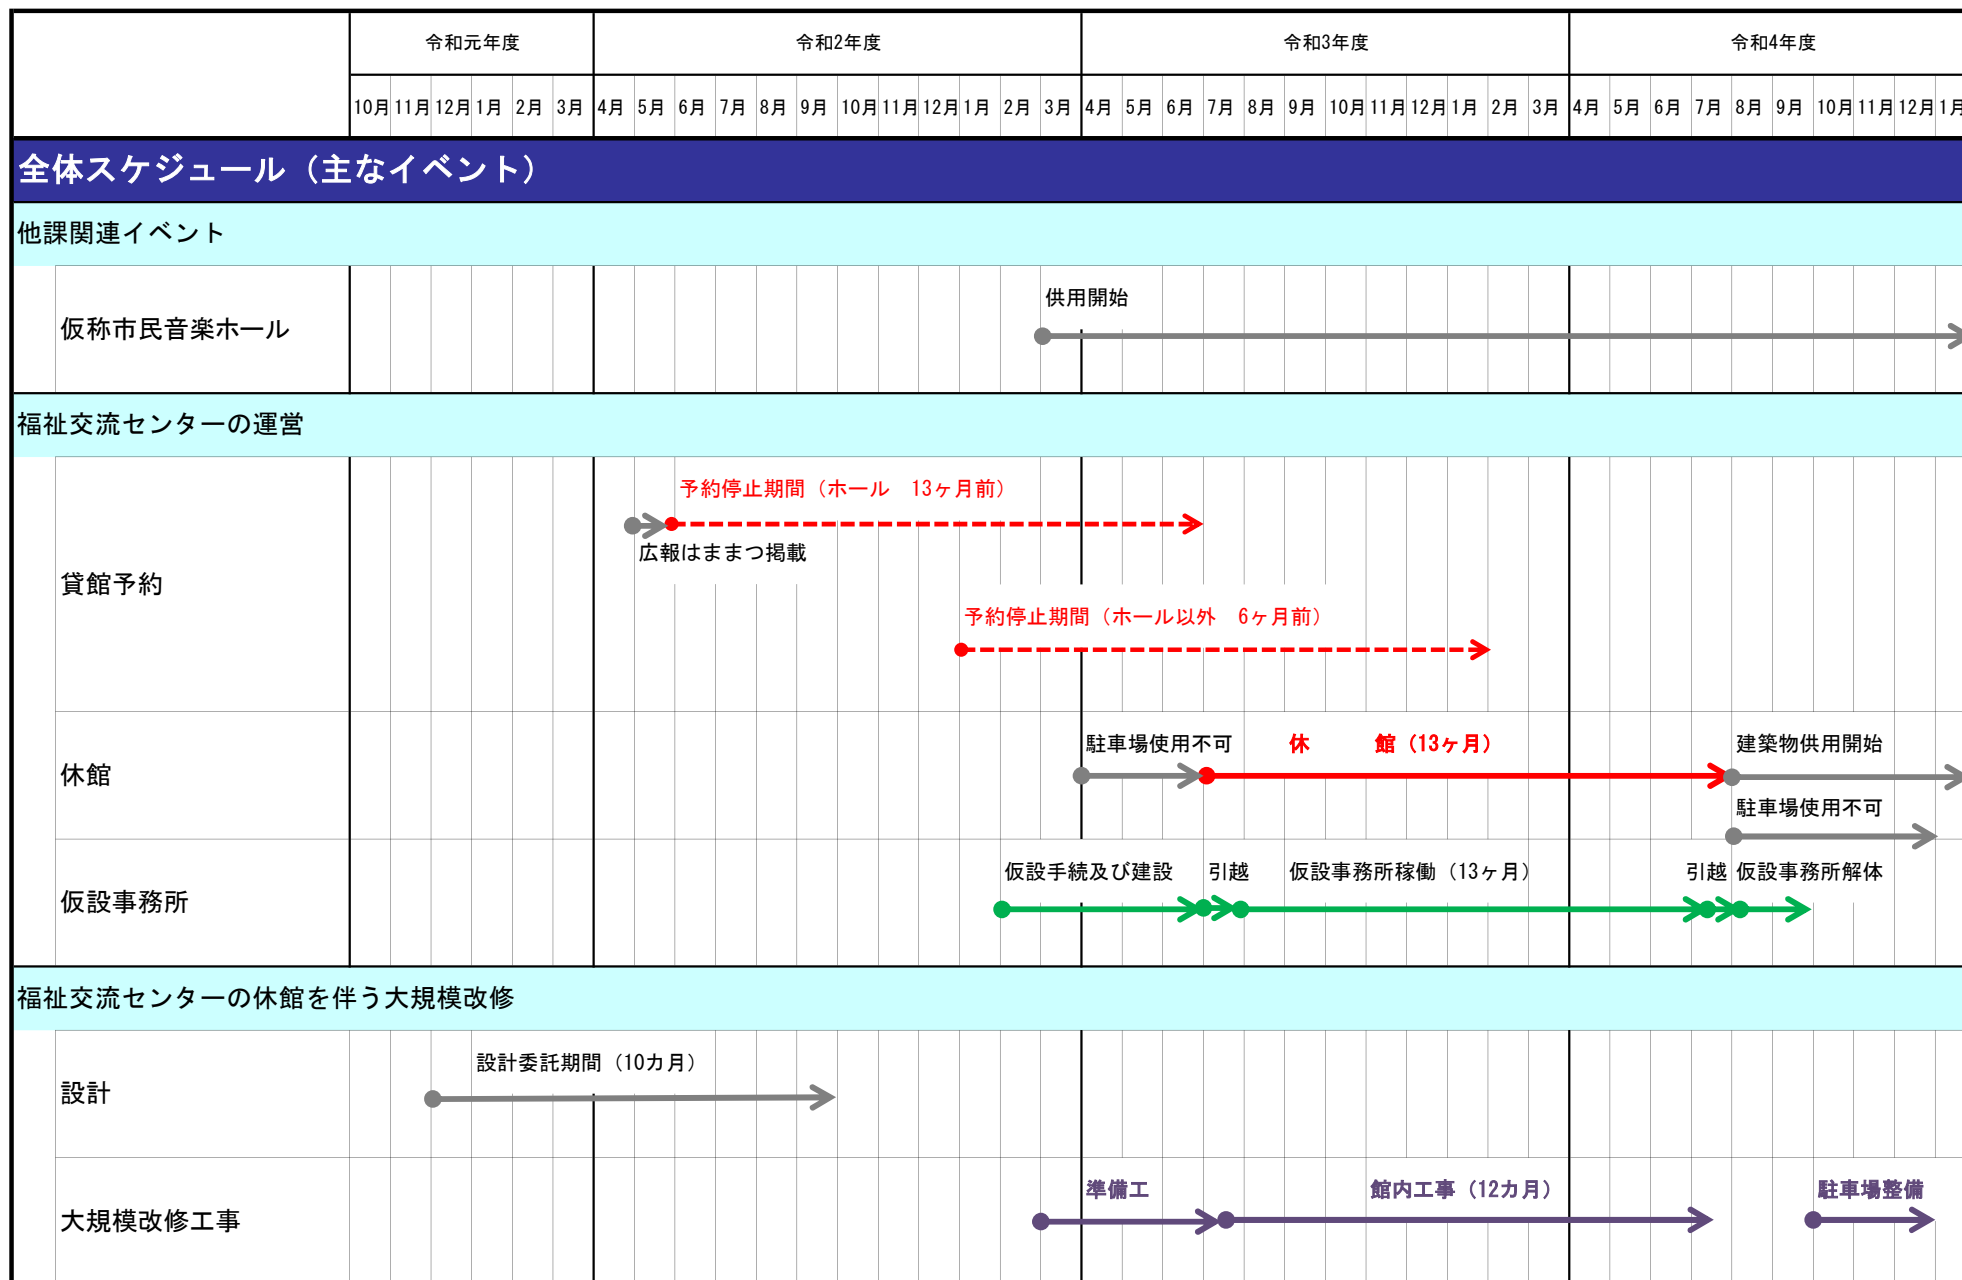 令和元年度 令和2年度 令和3年度 令和4年度
10月 11月 12月 1月 2月 3月 4月 5月 6月 7月 8月 9月 10月 11月 12月 1月 2月 3月 4月 5月 6月 7月 8月 9月 10月 11月 12月 1月 2月 3月 4月 5月 6月 7月 8月 9月 10月 11月 12月 1月
全体スケジュール（主なイベント）
他課関連イベント
供用開始
仮称市民音楽ホール
福祉交流センターの運営
予約停止期間（ホール　13ヶ月前）
広報はままつ掲載
貸館予約
予約停止期間（ホール以外　6ヶ月前）
駐車場使用不可 休　　　館（13ヶ月） 建築物供用開始
休館
駐車場使用不可
仮設手続及び建設 引越 仮設事務所稼働（13ヶ月） 引越 仮設事務所解体
仮設事務所
福祉交流センターの休館を伴う大規模改修
設計委託期間（10カ月）
設計
準備工 館内工事（12カ月） 駐車場整備
大規模改修工事